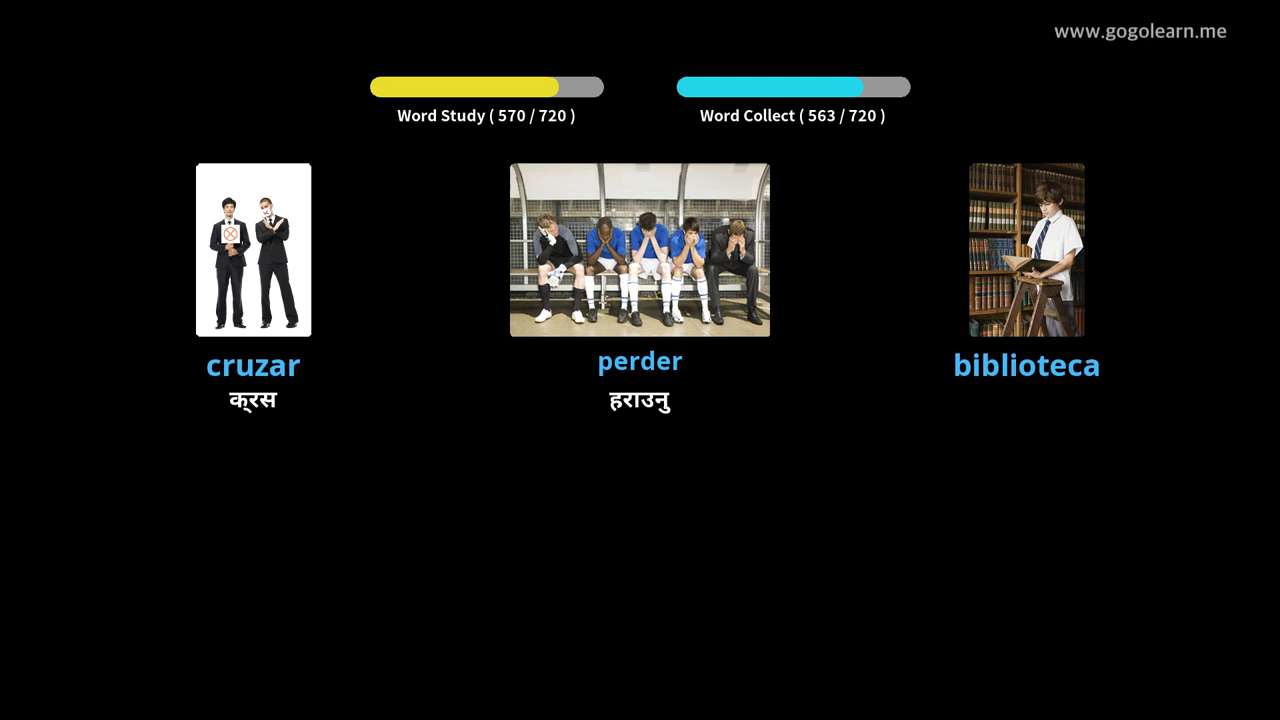 www.gogolearn.me
Word Study ( 570 / 720 )
Word Collect ( 563 / 720 )
cruzar
क्रस
perder
हराउनु
biblioteca